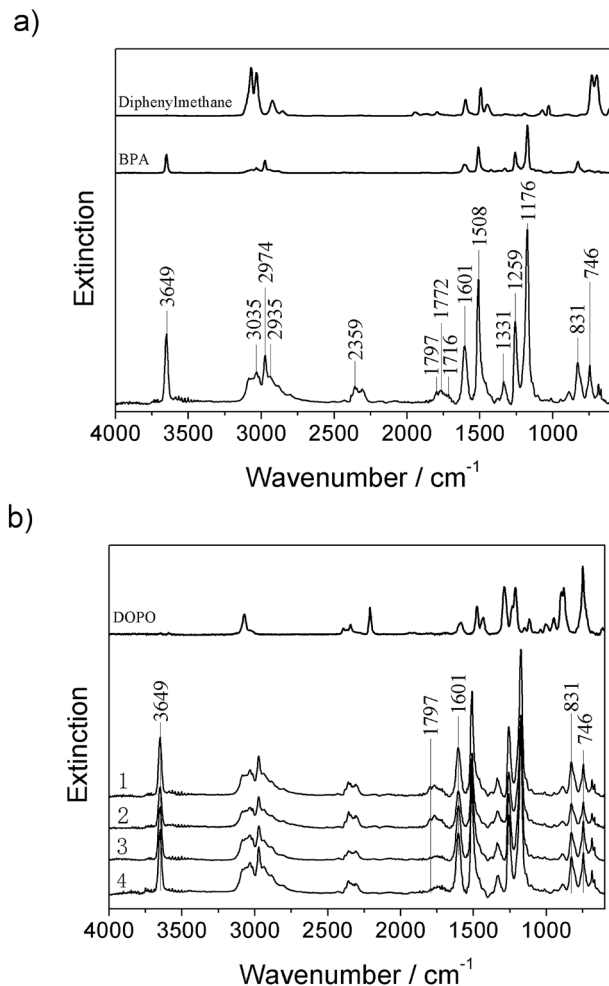 a)
Diphenylmethane
BPA
Extinction
3649
3035
2974
2935
2359
1797
1772
1716
1601
1508
1331
1259
1176
831
746
4000 3500 3000 2500 2000 1500 1000
Wavenumber / cm-1
b)
DOPO
Extinction
3649
1797
1601
831
746
1
2
3
4
4000 3500 3000 2500 2000 1500 1000
Wavenumber / cm-1